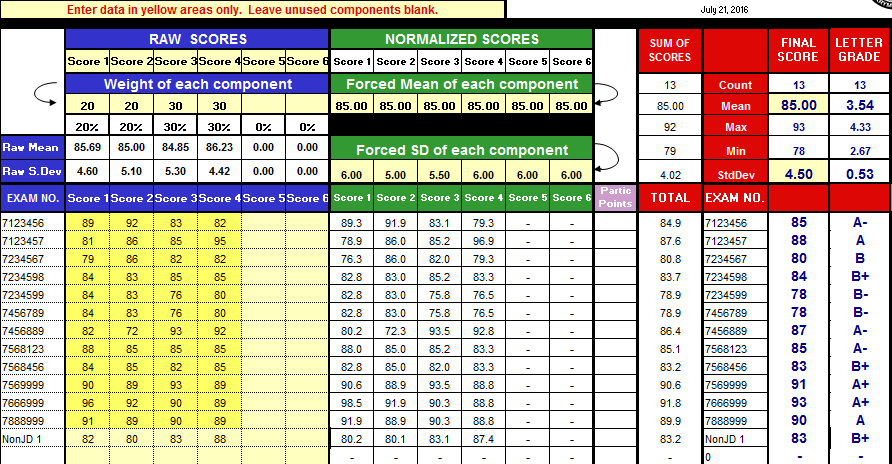 Enter data in yellow areas only. Leave unused components blank. July 21, 2016
RAW SCORES NORMALIZED SCORES SUM OF SCORES FINAL SCORE LETTER GRADE
Score 1 Score 2 Score 3 Score 4 Score 5 Score 6 Score 1 Score 2 Score 3 Score 4 Score 5 Score 6
Weight of each component Forced Mean of each component 13 Count 13 13
20 20 30 30 85.00 85.00 85.00 85.00 85.00 85.00 85.00 Mean 85.00 3.54
20% 20% 30% 30% 0% 0% 92 Max 93 4.33
Raw Mean 85.69 85.00 84.85 86.23 0.00 0.00 Forced SD of each component 79 Min 78 2.67
Raw S.Dev 4.60 5.10 5.30 4.42 0.00 0.00 6.00 5.00 5.50 6.00 6.00 6.00 4.02 StdDev 4.50 0.53
EXAM NO. Score 1 Score 2 Score 3 Score 4 Score 5 Score 6 Score 1 Score 2 Score 3 Score 4 Score 5 Score 6 Partic Points TOTAL EXAM NO.
7123456 89 92 83 82 89.3 91.9 83.1 79.3 - - 84.9 7123456 85 A-
7123457 81 86 85 95 78.9 86.0 85.2 96.9 - - 87.6 7123457 88 A
7234567 79 86 82 82 76.3 86.0 82.0 79.3 - - 80.8 7234567 80 B
7234598 84 83 85 85 82.8 83.0 85.2 83.3 - - 83.7 7234598 84 B+
7234599 84 83 76 80 82.8 83.0 75.8 76.5 - - 78.9 7234599 78 B-
7456789 84 83 76 80 82.8 83.0 75.8 76.5 - - 78.9 7456789 78 B-
7456889 82 72 93 92 80.2 72.3 93.5 92.8 - - 86.4 7456889 87 A-
7568123 88 85 85 85 88.0 85.0 85.2 83.3 - - 85.1 7568123 85 A-
7568456 84 85 82 85 82.8 85.0 82.0 83.3 - - 83.2 7568456 83 B+
7569999 90 89 93 89 90.6 88.9 93.5 88.8 - - 90.6 7569999 91 A+
7666999 96 92 90 89 98.5 91.9 90.3 88.8 - - 91.8 7666999 93 A+
7888999 91 89 90 89 91.9 88.9 90.3 88.8 - - 89.9 7888999 90 A
NonJD 1 82 80 83 88 80.2 80.1 83.1 87.4 - - 83.2 NonJD 1 83 B+
- - - - - - - 0 - -